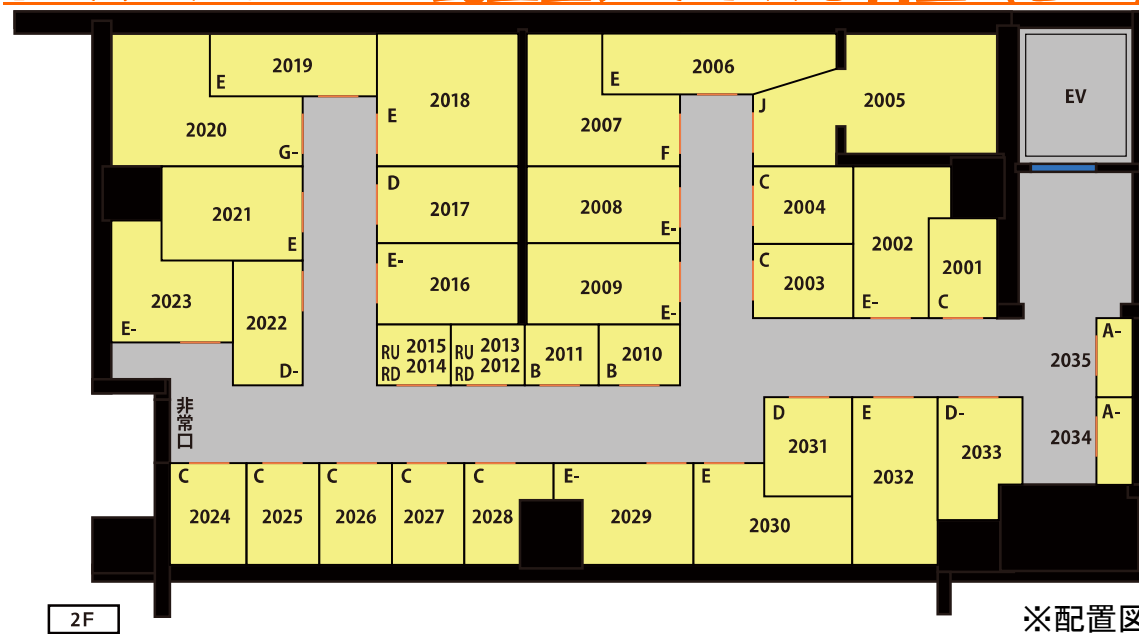 2019
E
2018
E
2020
G-
2006
E
2007
F
2005
J
EV
2021
E
D
2017
2008
E-
C
2004
2002
E-
2001
C
2023
E-
2022
D-
E-
2016
2009
E-
C
2003
RU 2015
RD 2014
RU 2013
RD 2012
2011
B
2010
B
A-
2035
A-
2034
非常口
C
2024
C
2025
C
2026
C
2027
C
2028
E-
2029
E
2030
D
2031
E
2032
D-
2033
2F
※配置図